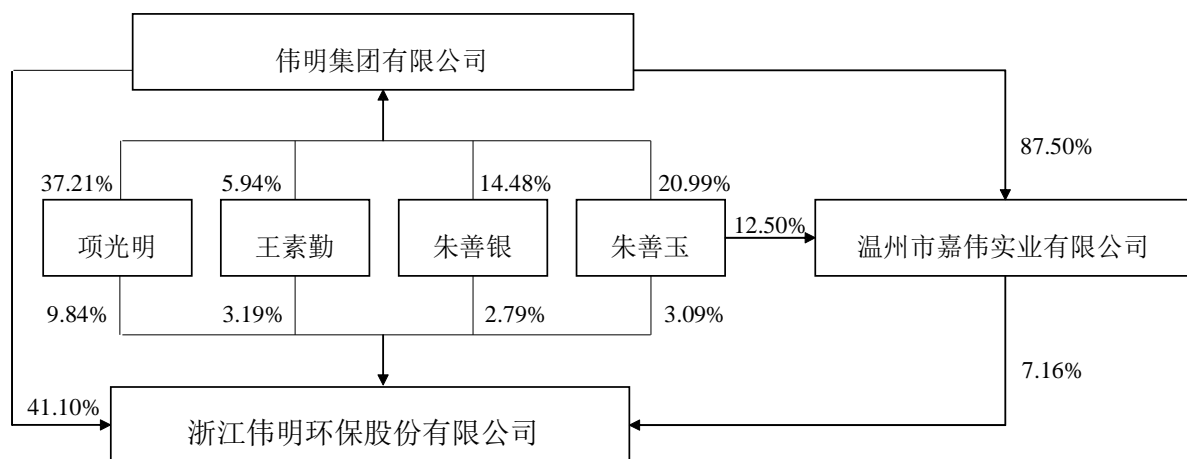 伟明集团有限公司
87.50%
37.21%
5.94%
14.48%
20.99%
项光明
王素勤
朱善银
朱善玉
12.50%
温州市嘉伟实业有限公司
9.84%
3.19%
2.79%
3.09%
7.16%
41.10%
浙江伟明环保股份有限公司